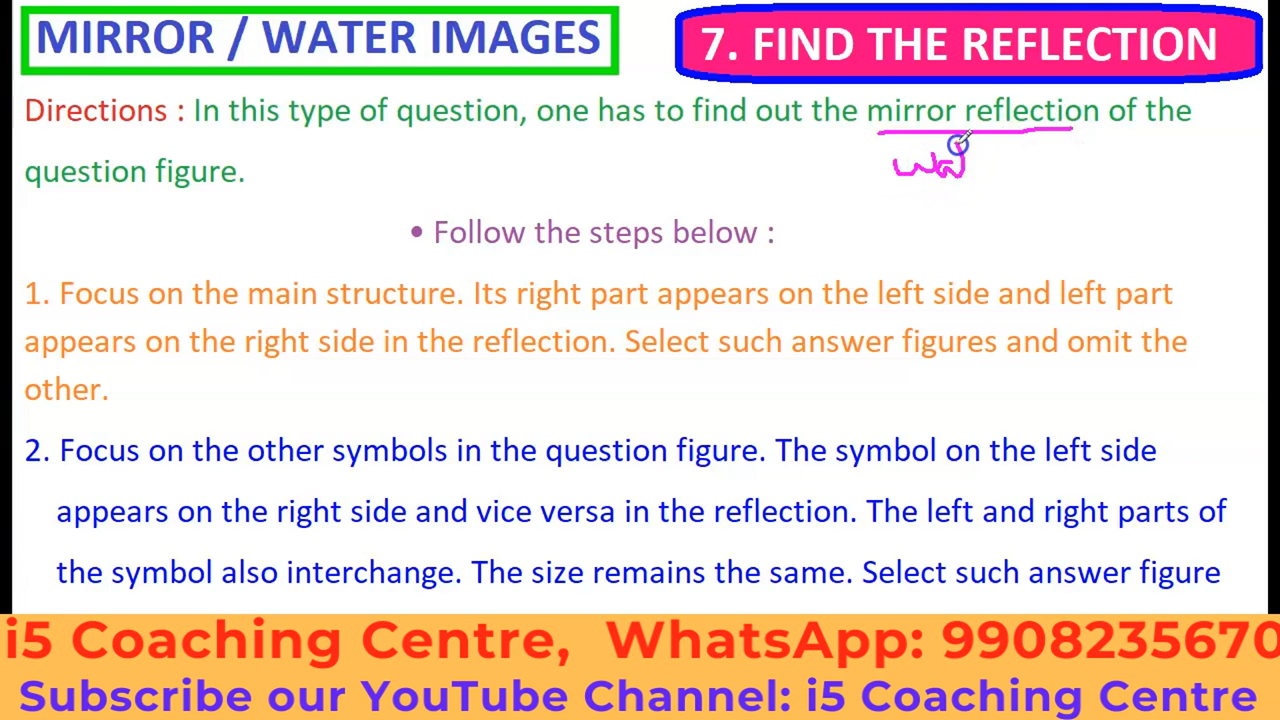 MIRROR / WATER IMAGES
7. FIND THE REFLECTION
Directions : In this type of question, one has to find out the mirror reflection of the
question figure.
• Follow the steps below :
1. Focus on the main structure. Its right part appears on the left side and left part
appears on the right side in the reflection. Select such answer figures and omit the
other.
2. Focus on the other symbols in the question figure. The symbol on the left side
appears on the right side and vice versa in the reflection. The left and right parts of
the symbol also interchange. The size remains the same. Select such answer figure
i5 Coaching Centre, WhatsApp: 9908235670
Subscribe our YouTube Channel: i5 Coaching Centre